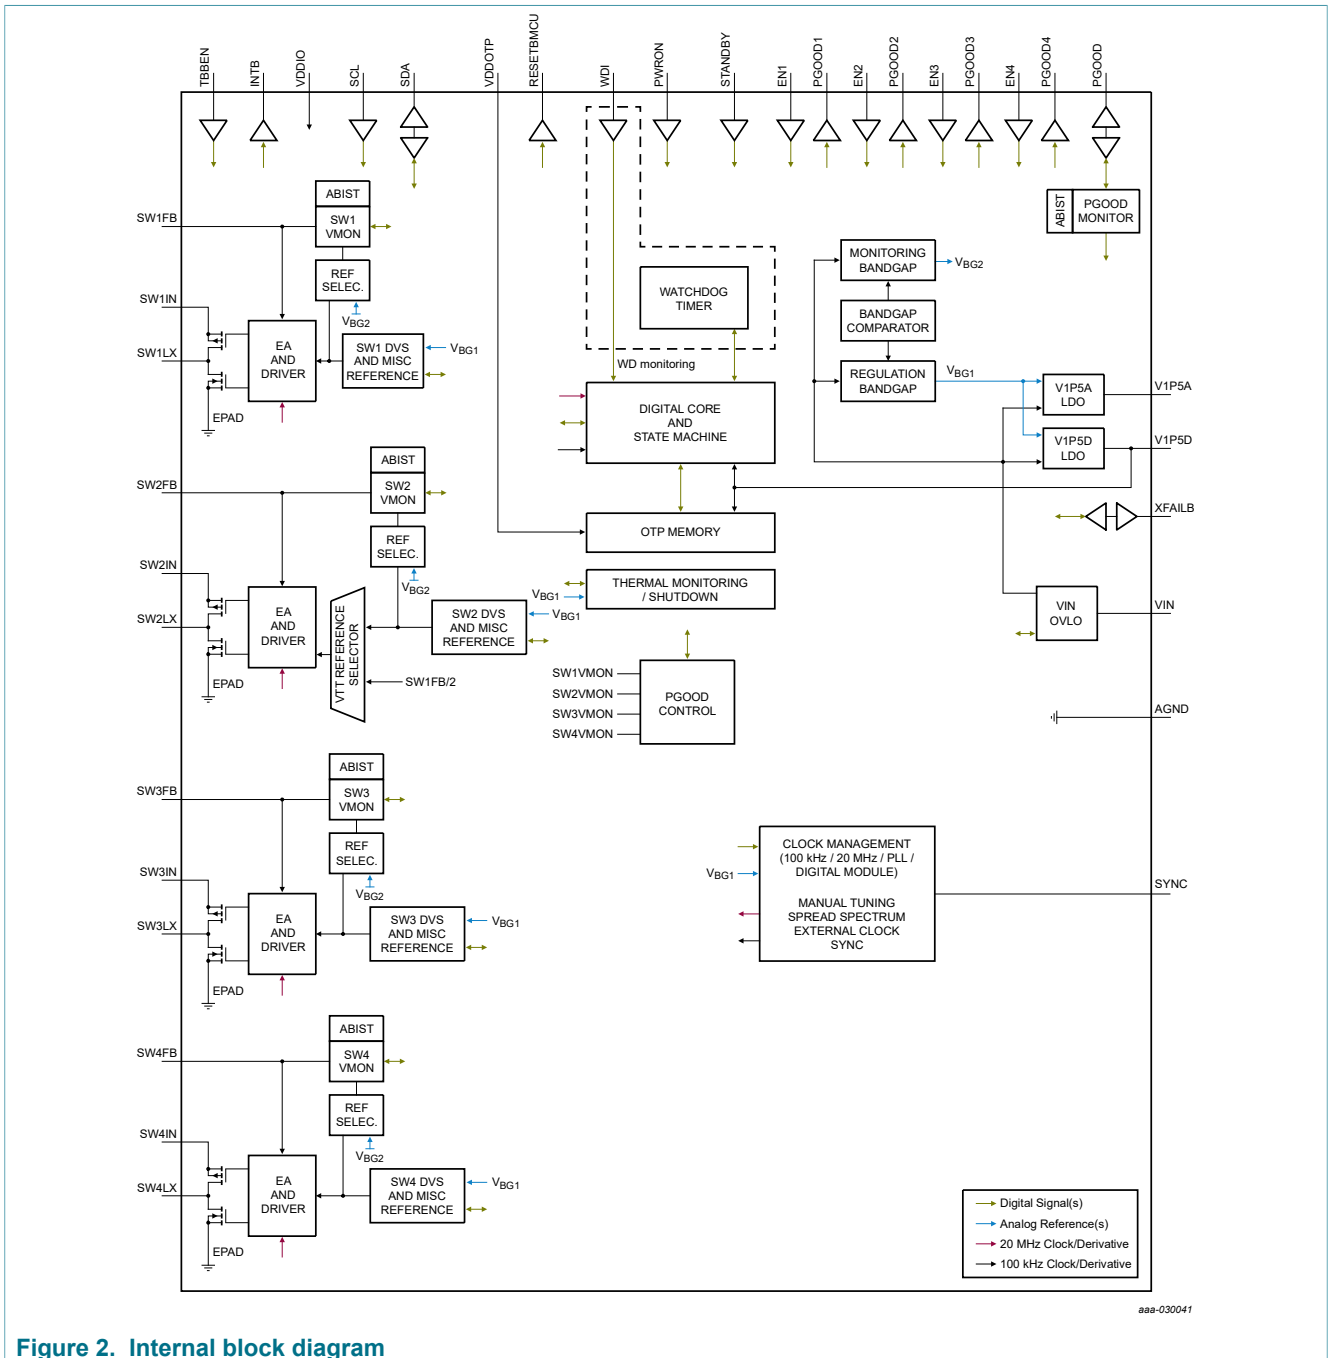 TBBEN
INTB
VDDIO
SCL
SDA
VDDOTP
RESETBMCU
WDI
PWRON
STANDBY
EN1
PGOOD1
EN2
PGOOD2
EN3
PGOOD3
EN4
PGOOD4
PGOOD
ABIST
SW1FB
SW1
VMON
REF
SELEC.
VBG2
SW1IN
SW1LX
EA
AND
DRIVER
SW1 DVS
AND MISC
REFERENCE
VBG1
EPAD
ABIST
SW2FB
SW2
VMON
REF
SELEC.
VBG2
SW2IN
SW2LX
EA
AND
DRIVER
VTT REFERENCE
SELECTOR
SW2 DVS
AND MISC
REFERENCE
VBG1
SW1FB/2
EPAD
ABIST
SW3FB
SW3
VMON
REF
SELEC.
VBG2
SW3IN
SW3LX
EA
AND
DRIVER
SW3 DVS
AND MISC
REFERENCE
VBG1
EPAD
ABIST
SW4FB
SW4
VMON
REF
SELEC.
VBG2
SW4IN
SW4LX
EA
AND
DRIVER
SW4 DVS
AND MISC
REFERENCE
VBG1
EPAD
WATCHDOG
TIMER
WD monitoring
DIGITAL CORE
AND
STATE MACHINE
OTP MEMORY
VBG1
THERMAL MONITORING
/ SHUTDOWN
SW1VMON
SW2VMON
SW3VMON
SW4VMON
PGOOD
CONTROL
ABIST
PGOOD
MONITOR
MONITORING
BANDGAP
VBG2
BANDGAP
COMPARATOR
REGULATION
BANDGAP
VBG1
V1P5A
LDO
V1P5A
V1P5D
LDO
V1P5D
XFAILB
VIN
OVLO
VIN
AGND
VBG1
CLOCK MANAGEMENT
(100 kHz / 20 MHz / PLL /
DIGITAL MODULE)
MANUAL TUNING
SPREAD SPECTRUM
EXTERNAL CLOCK
SYNC
SYNC
Digital Signal(s)
Analog Reference(s)
20 MHz Clock/Derivative
100 kHz Clock/Derivative
aaa-030041
Figure 2. Internal block diagram